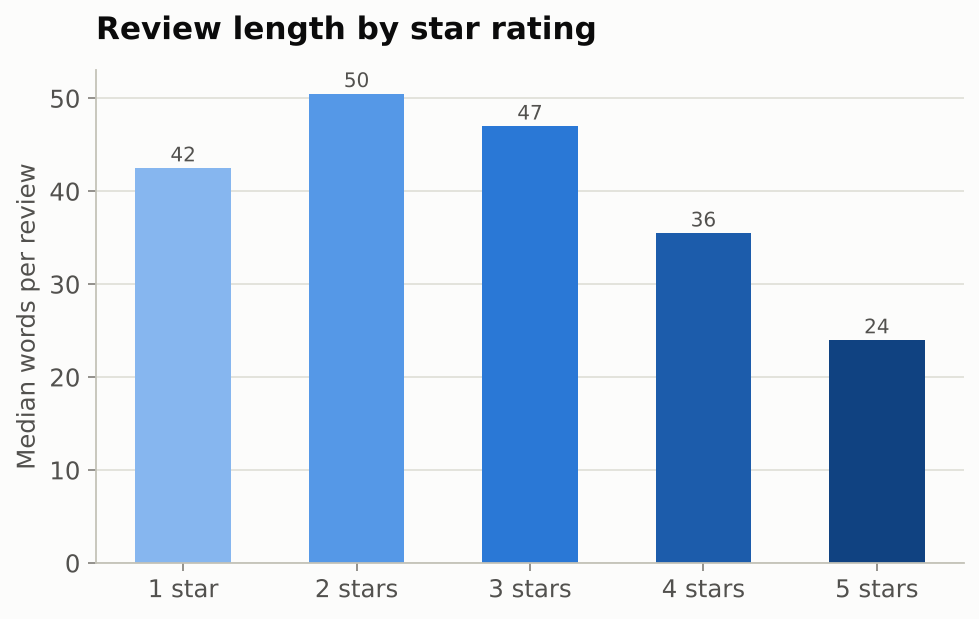 Review length by star rating
Median words per review
50
40
30
20
10
0
42
50
47
36
24
1 star
2 stars
3 stars
4 stars
5 stars